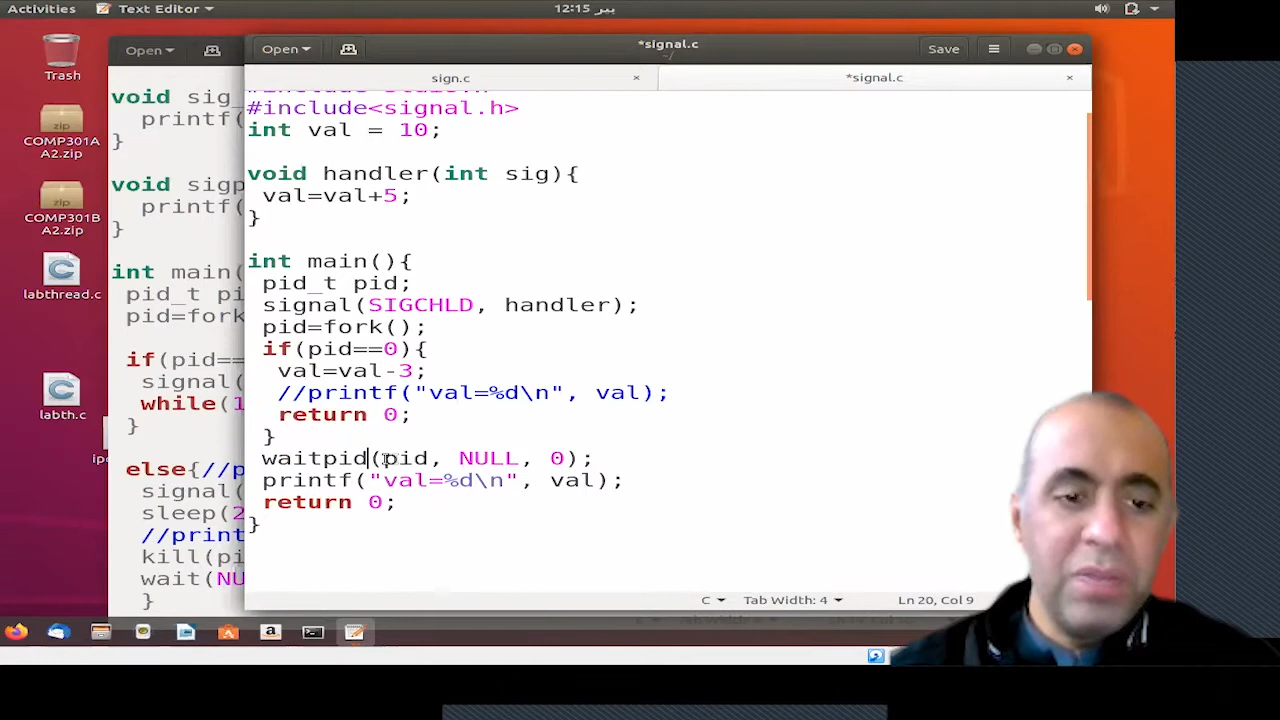 Activities
Text Editor
12:15 پیر
Trash
COMP301A
A2.zip
COMP301B
A2.zip
labthread.c
labth.c
Open
void sig_
printf(
}
void sigp
printf(
}
int main(
pid_t pi
pid=fork
if(pid==
signal(
while(1
}
else{//p
signal(
sleep(2
//print
kill(pi
wait(NU
}
Open
*signal.c
~/
Save
sign.c
×
*signal.c
×
#include<stdio.h>
#include<signal.h>
int val = 10;
void handler(int sig){
val=val+5;
}
int main(){
pid_t pid;
signal(SIGCHLD, handler);
pid=fork();
if(pid==0){
val=val-3;
//printf("val=%d\n", val);
return 0;
}
waitpid(pid, NULL, 0);
printf("val=%d\n", val);
return 0;
}
C
Tab Width: 4
Ln 20, Col 9